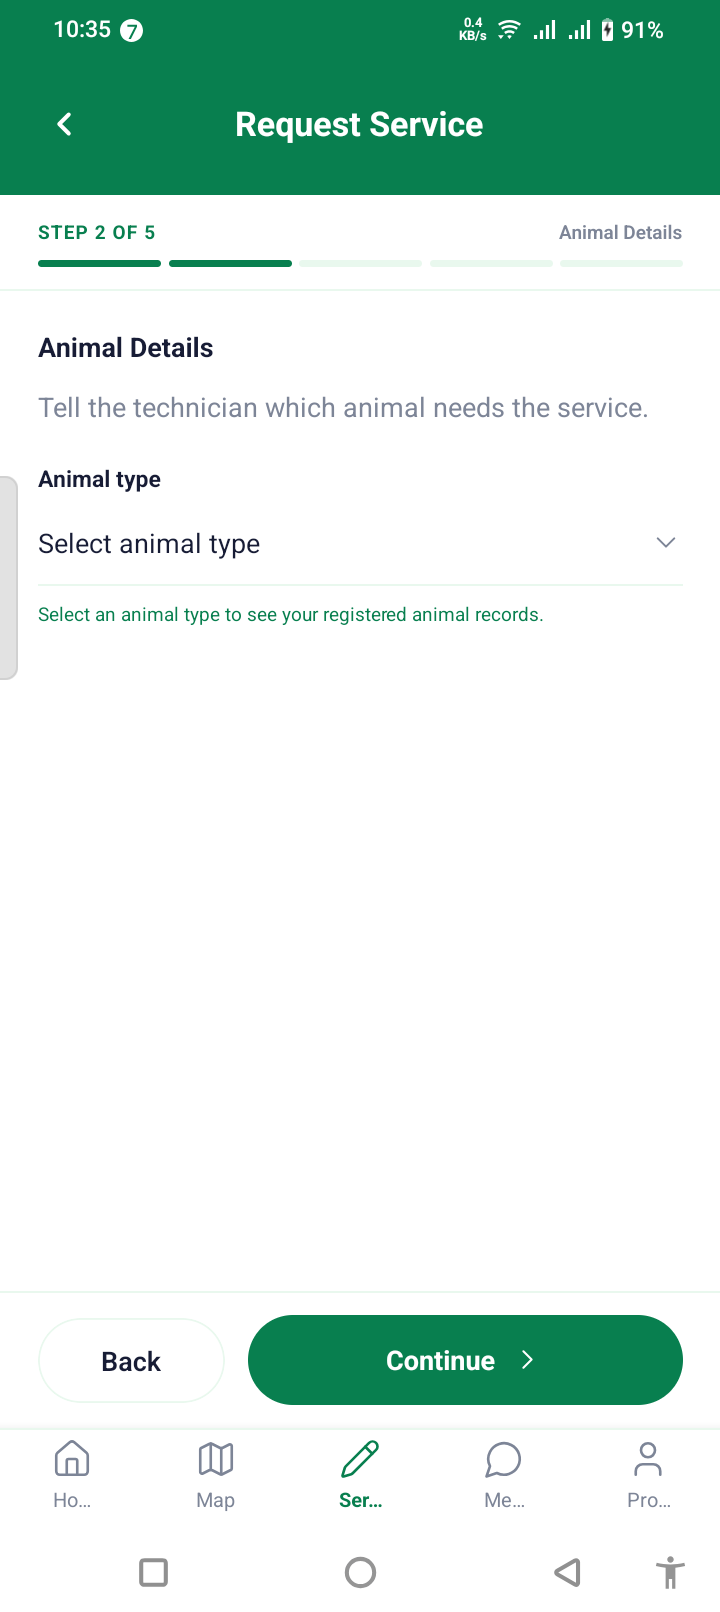 10:35 7 0.4 KB/s 91%
Request Service
STEP 2 OF 5 Animal Details
Animal Details
Tell the technician which animal needs the service.
Animal type
Select animal type
Select an animal type to see your registered animal records.
Back Continue
Ho... Map Ser... Me... Pro...